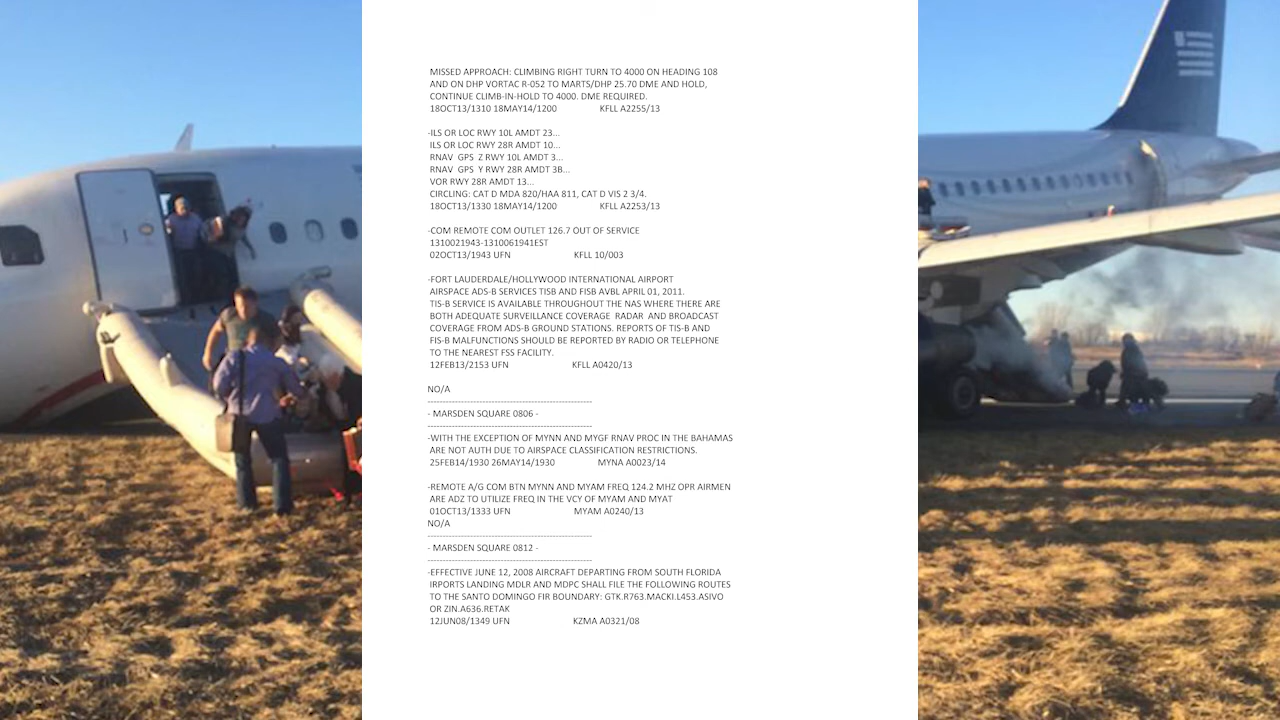 MISSED APPROACH: CLIMBING RIGHT TURN TO 4000 ON HEADING 108
AND ON DHP VORTAC R-052 TO MARTS/DHP 25.70 DME AND HOLD,
CONTINUE CLIMB-IN-HOLD TO 4000. DME REQUIRED.
18OCT13/1310 18MAY14/1200 KFLL A2255/13
-ILS OR LOC RWY 10L AMDT 23...
ILS OR LOC RWY 28R AMDT 10...
RNAV GPS Z RWY 10L AMDT 3...
RNAV GPS Y RWY 28R AMDT 3B...
VOR RWY 28R AMDT 13...
CIRCLING: CAT D MDA 820/HAA 811, CAT D VIS 2 3/4.
18OCT13/1330 18MAY14/1200 KFLL A2253/13
-COM REMOTE COM OUTLET 126.7 OUT OF SERVICE
1310021943-1310061941EST
02OCT13/1943 UFN KFLL 10/003
-FORT LAUDERDALE/HOLLYWOOD INTERNATIONAL AIRPORT
AIRSPACE ADS-B SERVICES TISB AND FISB AVBL APRIL 01, 2011.
TIS-B SERVICE IS AVAILABLE THROUGHOUT THE NAS WHERE THERE ARE
BOTH ADEQUATE SURVEILLANCE COVERAGE RADAR AND BROADCAST
COVERAGE FROM ADS-B GROUND STATIONS. REPORTS OF TIS-B AND
FIS-B MALFUNCTIONS SHOULD BE REPORTED BY RADIO OR TELEPHONE
TO THE NEAREST FSS FACILITY.
12FEB13/2153 UFN KFLL A0420/13
NO/A
------------------------------------------------------
- MARSDEN SQUARE 0806 -
------------------------------------------------------
-WITH THE EXCEPTION OF MYNN AND MYGF RNAV PROC IN THE BAHAMAS
ARE NOT AUTH DUE TO AIRSPACE CLASSIFICATION RESTRICTIONS.
25FEB14/1930 26MAY14/1930 MYNA A0023/14
-REMOTE A/G COM BTN MYNN AND MYAM FREQ 124.2 MHZ OPR AIRMEN
ARE ADZ TO UTILIZE FREQ IN THE VCY OF MYAM AND MYAT
01OCT13/1333 UFN MYAM A0240/13
NO/A
------------------------------------------------------
- MARSDEN SQUARE 0812 -
------------------------------------------------------
-EFFECTIVE JUNE 12, 2008 AIRCRAFT DEPARTING FROM SOUTH FLORIDA
IRPORTS LANDING MDLR AND MDPC SHALL FILE THE FOLLOWING ROUTES
TO THE SANTO DOMINGO FIR BOUNDARY: GTK.R763.MACKI.L453.ASIVO
OR ZIN.A636.RETAK
12JUN08/1349 UFN KZMA A0321/08